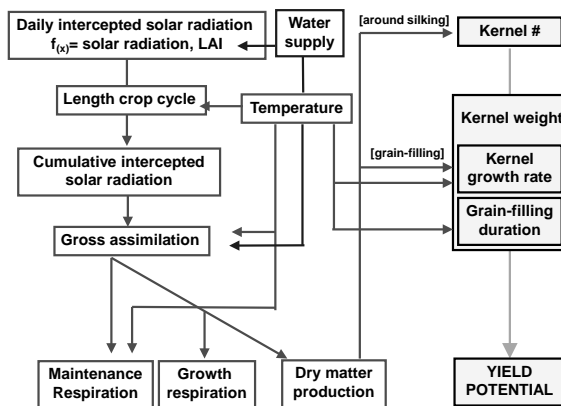 Daily intercepted solar radiation
f(x)= solar radiation, LAI
Water
supply
[around silking]
Kernel #
Length crop cycle
Temperature
Kernel weight
Cumulative intercepted
solar radiation
[grain-filling]
Kernel
growth rate
Grain-filling
duration
Gross assimilation
Maintenance
Respiration
Growth
respiration
Dry matter
production
YIELD
POTENTIAL